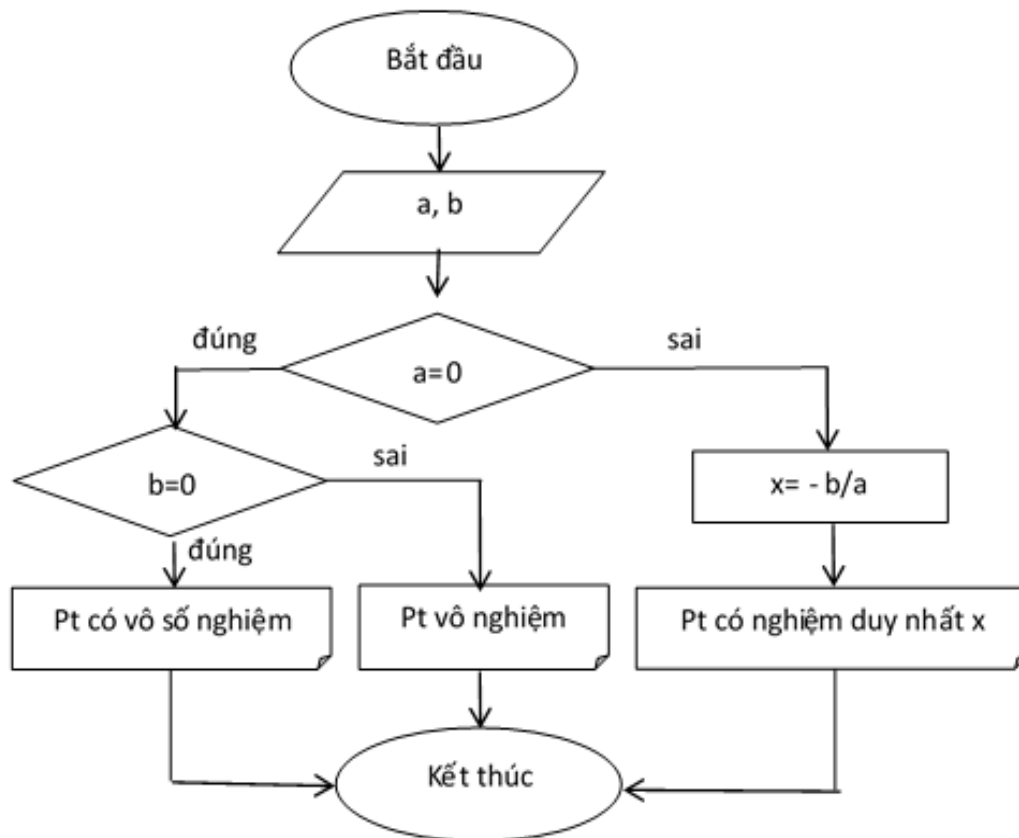 Bắt đầu
a, b
đúng
sai
a=0
b=0
sai
x= - b/a
đúng
Pt có vô số nghiệm
Pt vô nghiệm
Pt có nghiệm duy nhất x
Kết thúc